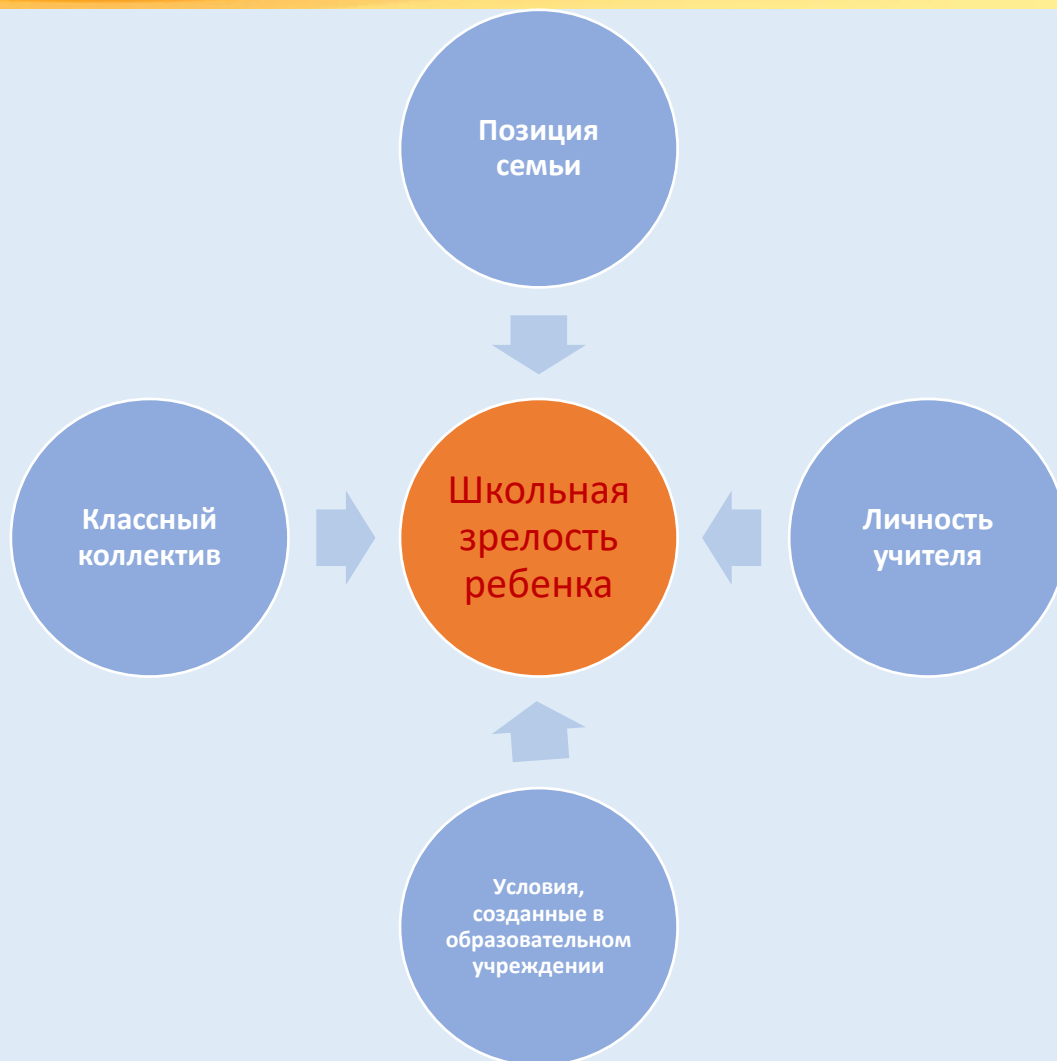 Позиция
семьи
Классный
коллектив
Школьная
зрелость
ребенка
Личность
учителя
Условия,
созданные в
образовательном
учреждении